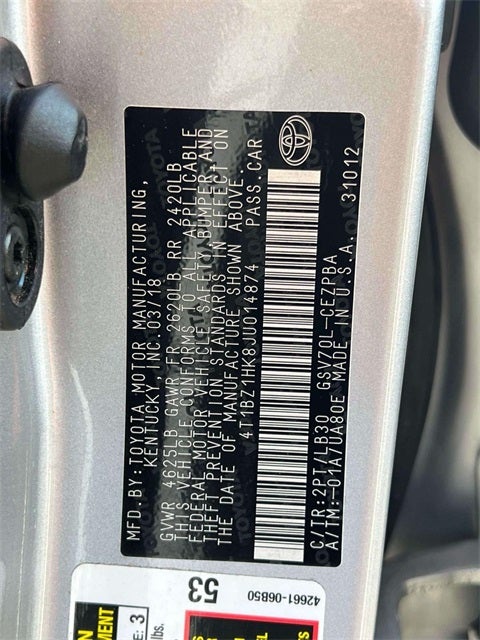 MFD. BY: TOYOTA MOTOR MANUFACTURING,
KENTUCKY, INC. 03/18
GVWR 4625LB GAWR FR 2620LB RR 2420LB
THIS VEHICLE CONFORMS TO ALL APPLICABLE
FEDERAL MOTOR VEHICLE SAFETY, BUMPER, AND
THEFT PREVENTION STANDARDS IN EFFECT ON
THE DATE OF MANUFACTURE SHOWN ABOVE.
4T1BZ1HK8JU014874 PASS. CAR
C/TR: 2PT/LB30 GSV70L-CEZPBA
A/TM: -01A/UA80E MADE IN U.S.A. 31012
42661-06B50
53
3
lbs.